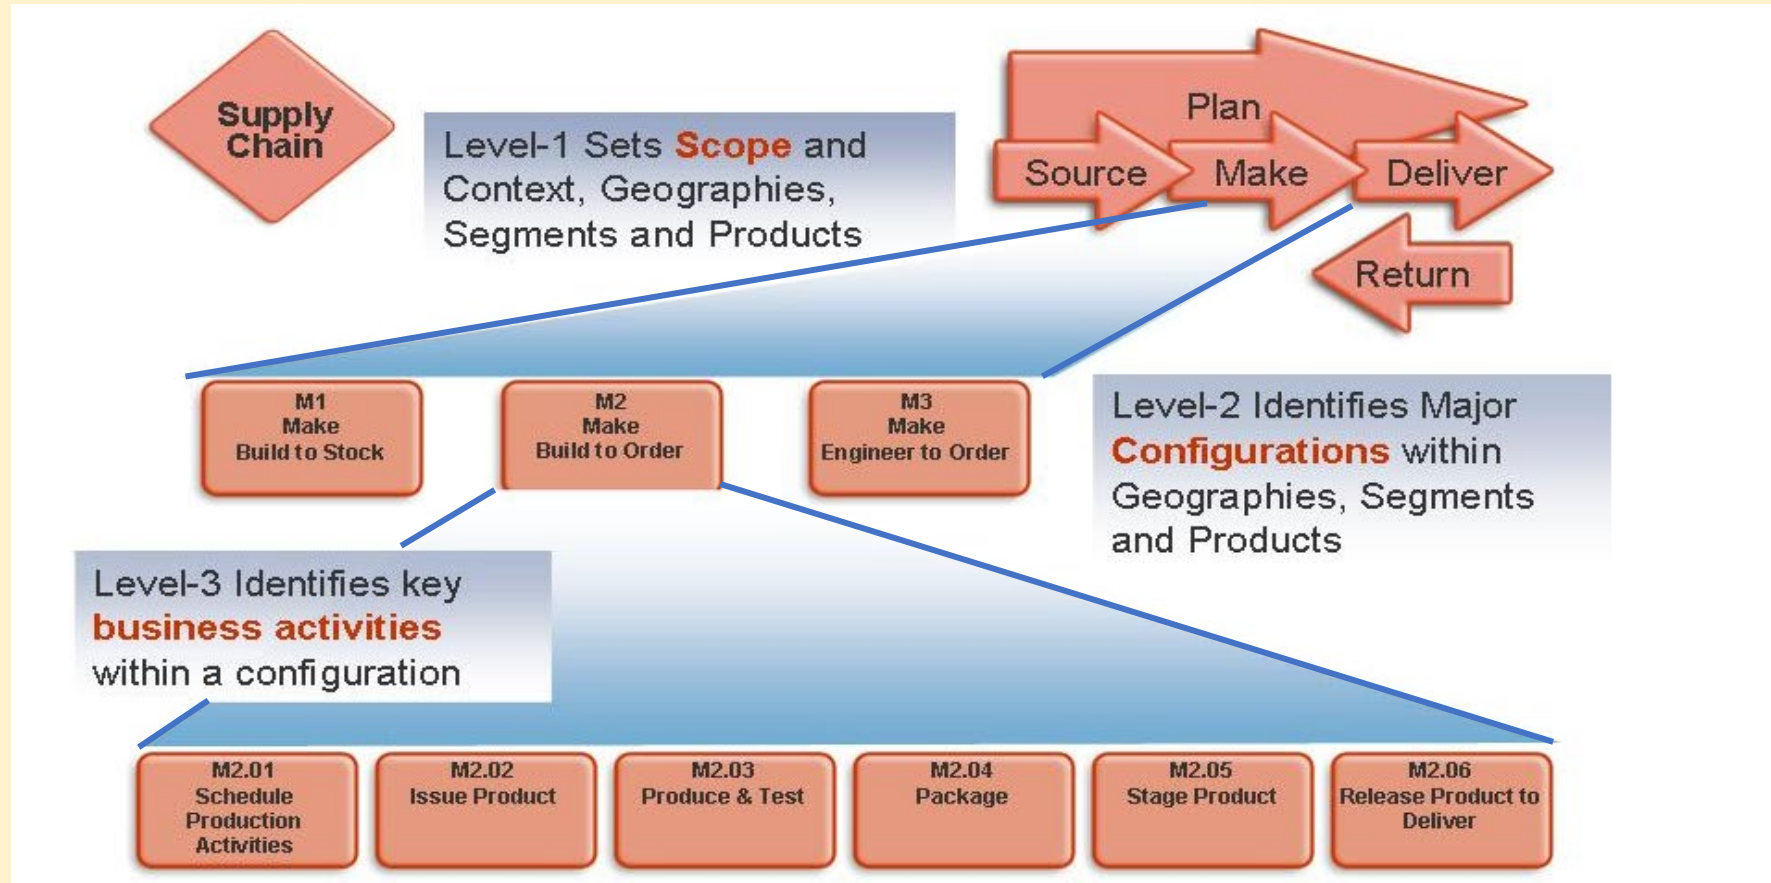 Supply
Chain
Level-1 Sets Scope and
Context, Geographies,
Segments and Products
Plan
Source
Make
Deliver
Return
M1
Make
Build to Stock
M2
Make
Build to Order
M3
Make
Engineer to Order
Level-2 Identifies Major
Configurations within
Geographies, Segments
and Products
Level-3 Identifies key
business activities
within a configuration
M2.01
Schedule
Production
Activities
M2.02
Issue Product
M2.03
Produce & Test
M2.04
Package
M2.05
Stage Product
M2.06
Release Product to
Deliver